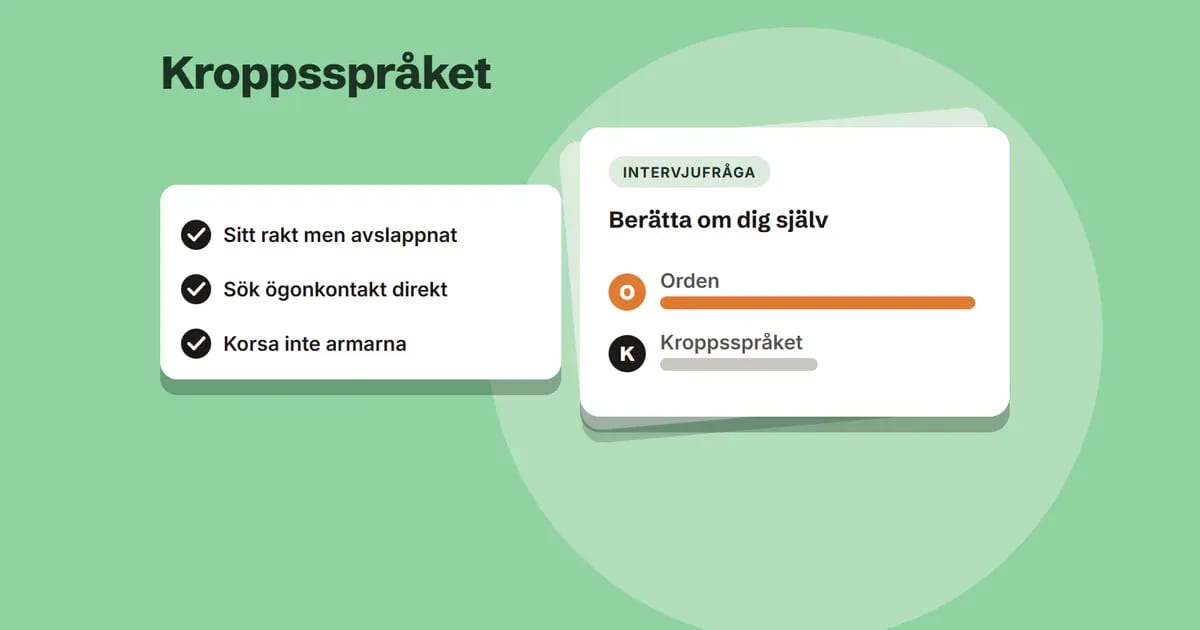 Kroppsspråket
Sitt rakt men avslappnat
Sök ögonkontakt direkt
Korsa inte armarna
INTERVJUFRÅGA
Berätta om dig själv
O
Orden
K
Kroppsspråket